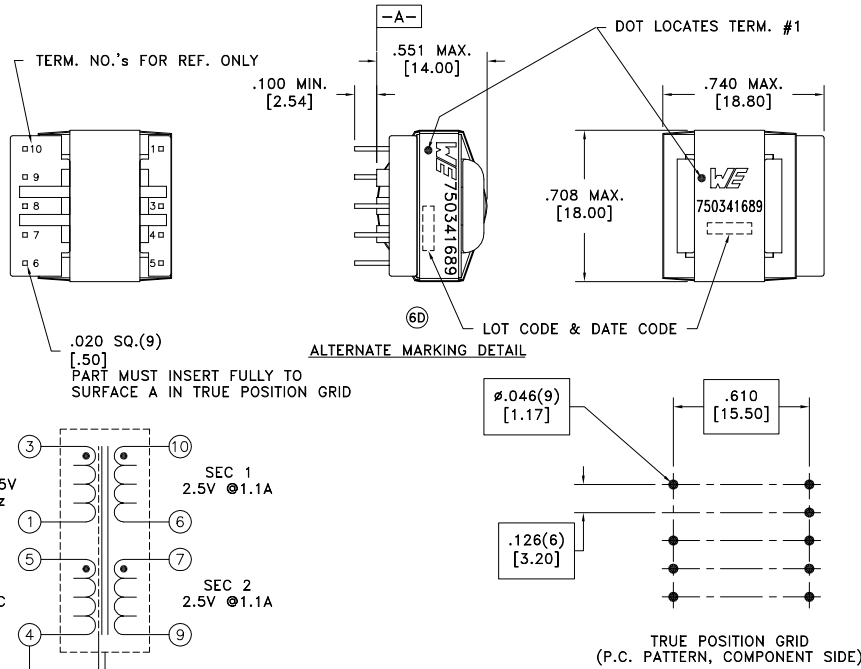 -A-
DOT LOCATES TERM. #1
TERM. NO.'s FOR REF. ONLY
.551 MAX.
[14.00]
.100 MIN.
[2.54]
.740 MAX.
[18.80]
10
9
8
7
6
1
3
4
5
WE 750341689
.708 MAX.
[18.00]
WE
750341689
6D
LOT CODE & DATE CODE
ALTERNATE MARKING DETAIL
.020 SQ.(9)
[.50]
PART MUST INSERT FULLY TO
SURFACE A IN TRUE POSITION GRID
ø.046(9)
[1.17]
.610
[15.50]
.126(6)
[3.20]
3
10
5V
z
SEC 1
2.5V @1.1A
1
6
5
7
C
SEC 2
2.5V @1.1A
4
9
TRUE POSITION GRID
(P.C. PATTERN, COMPONENT SIDE)